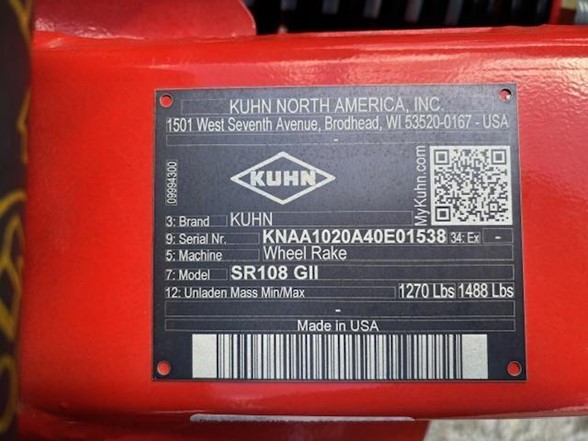 KUHN NORTH AMERICA, INC.
1501 West Seventh Avenue, Brodhead, WI 53520-0167 - USA
-
09994300
KUHN
MyKuhn.com
3: Brand KUHN
9: Serial Nr. KNAA1020A40E01538 34: Ex -
5: Machine Wheel Rake
7: Model SR108 GII
12: Unladen Mass Min/Max 1270 Lbs 1488 Lbs
-
Made in USA